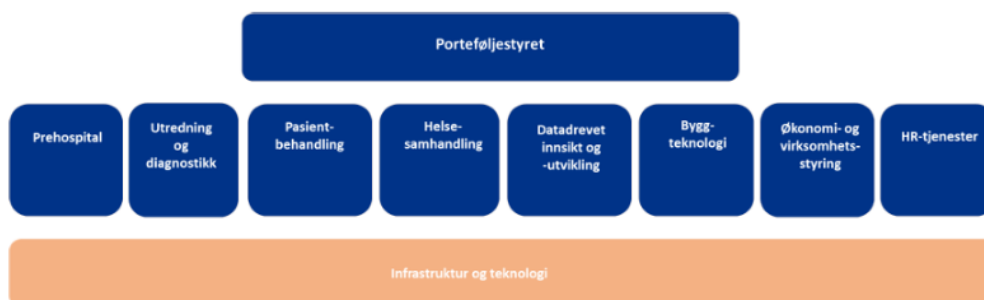 Porteføljestyret
Prehospital
Utredning
og
diagnostikk
Pasient-
behandling
Helse-
samhandling
Datadrevet
innsikt og
-utvikling
Bygg-
teknologi
Økonomi- og
virksomhets-
styring
HR-tjenester
Infrastruktur og teknologi